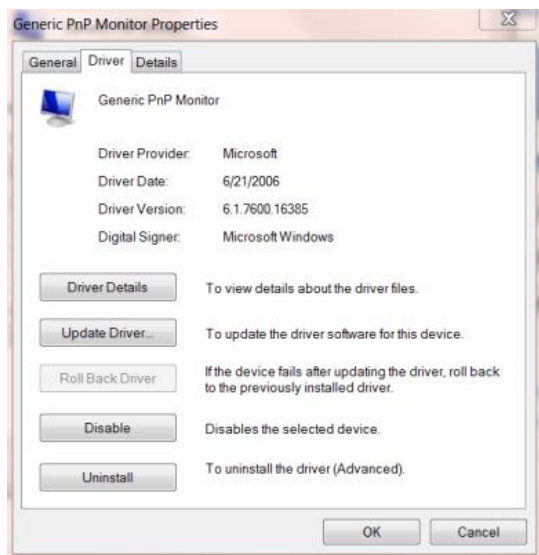 Generic PnP Monitor Properties
General Driver Details
Generic PnP Monitor
Driver Provider: Microsoft
Driver Date: 6/21/2006
Driver Version: 6.1.7600.16385
Digital Signer: Microsoft Windows
Driver Details To view details about the driver files.
Update Driver... To update the driver software for this device.
Roll Back Driver If the device fails after updating the driver, roll back
to the previously installed driver.
Disable Disables the selected device.
Uninstall To uninstall the driver (Advanced).
OK Cancel